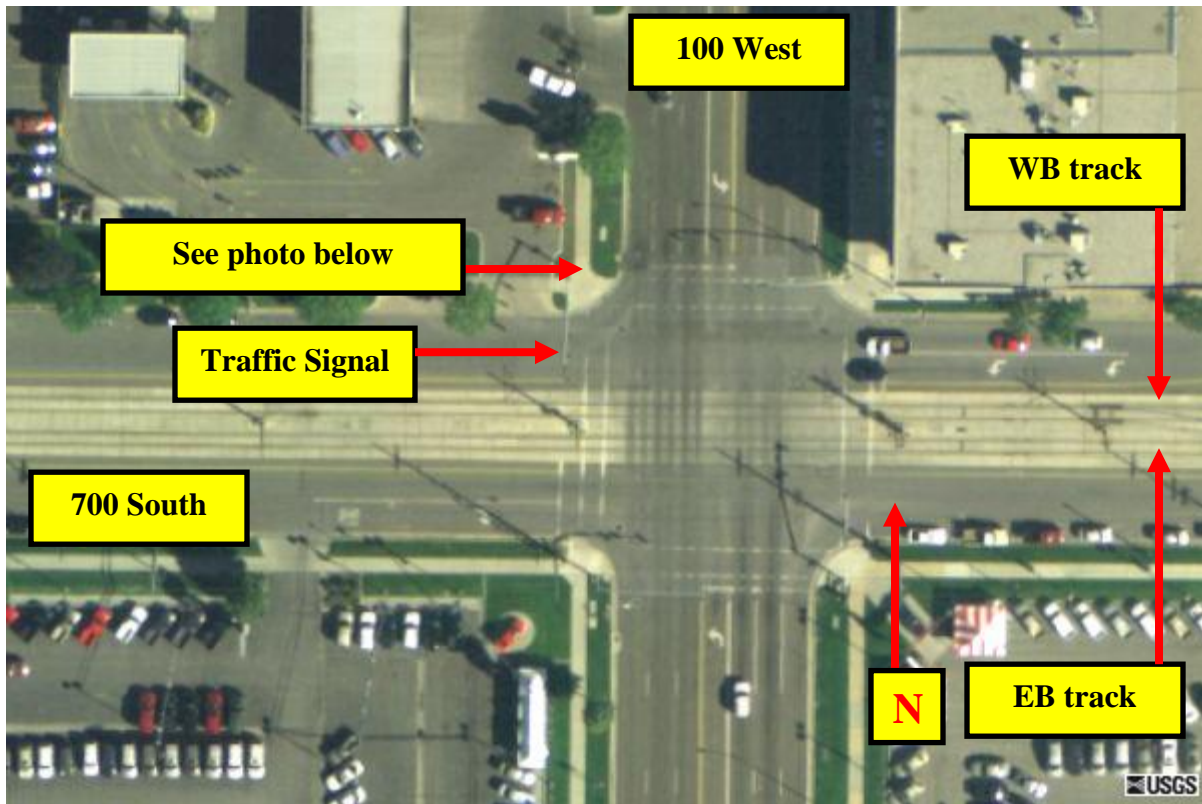 100 West
WB track
See photo below
Traffic Signal
700 South
N
EB track
USGS